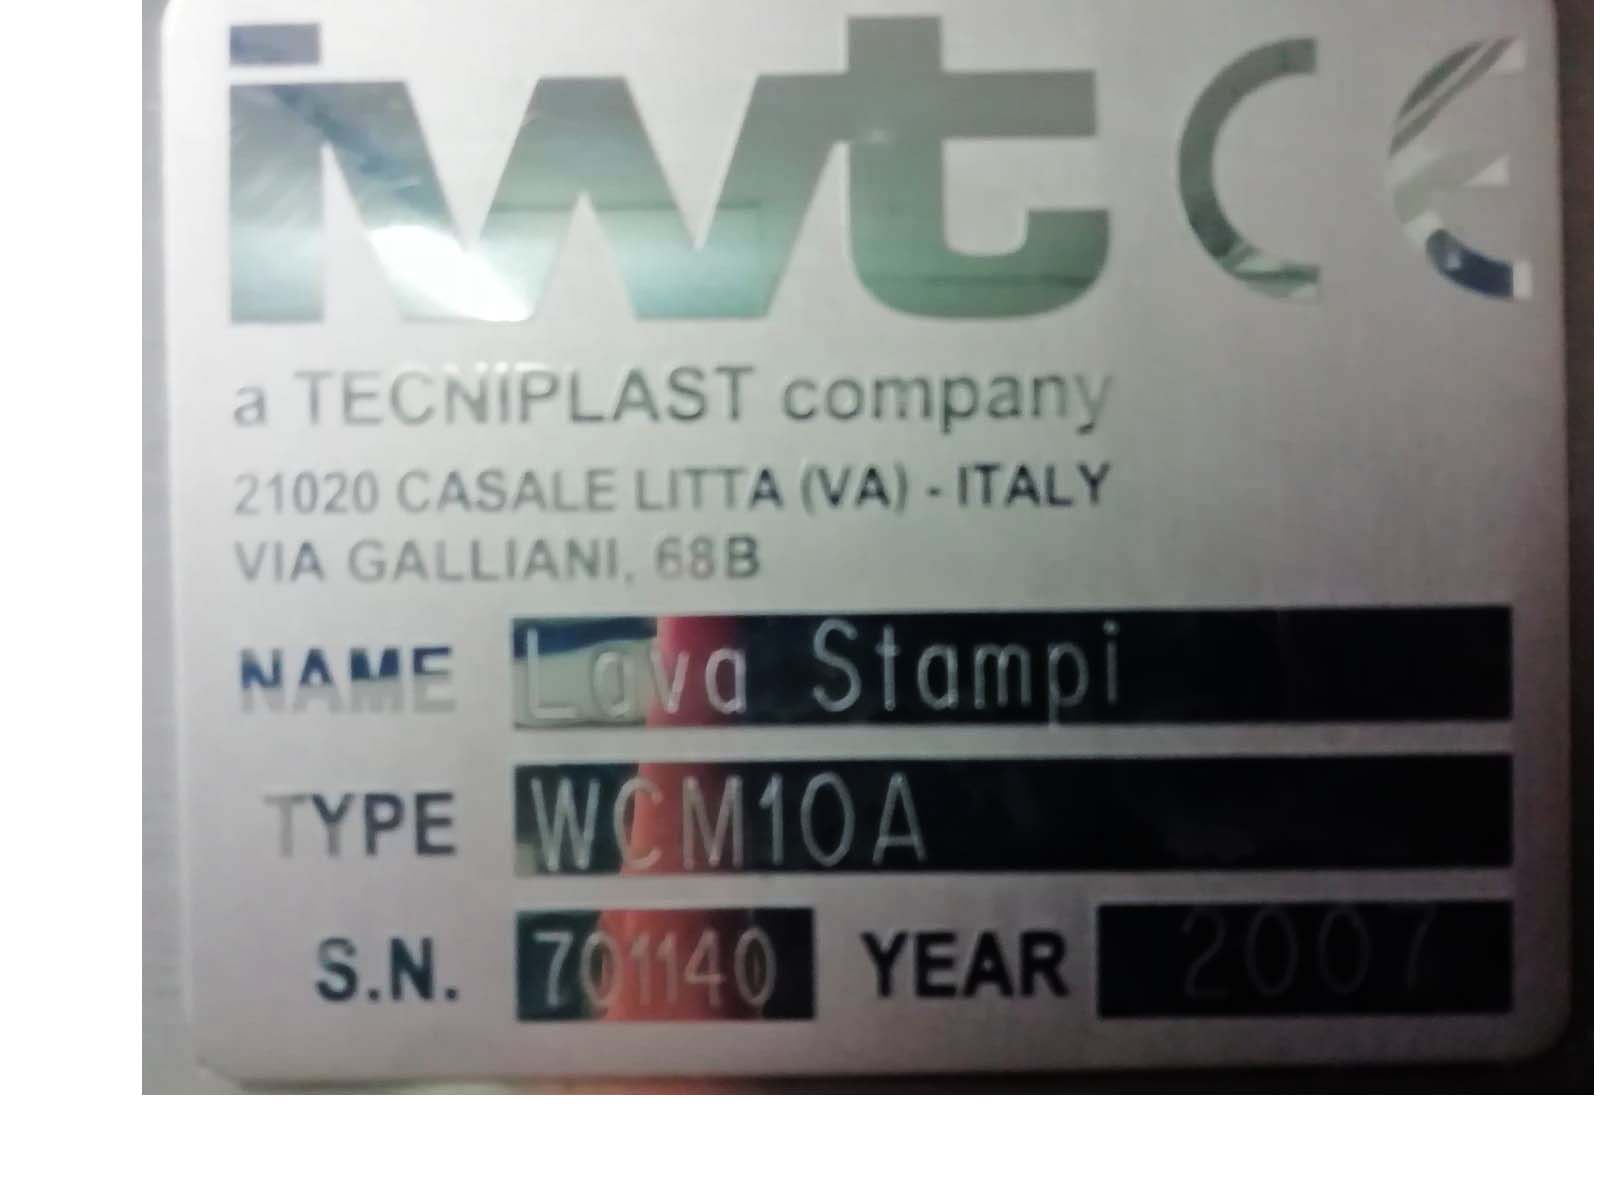 iwt CE
a TECNIPLAST company
21020 CASALE LITTA (VA) - ITALY
VIA GALLIANI, 68B
NAME Lava Stampi
TYPE WCM10A
S.N. 701140 YEAR 2007